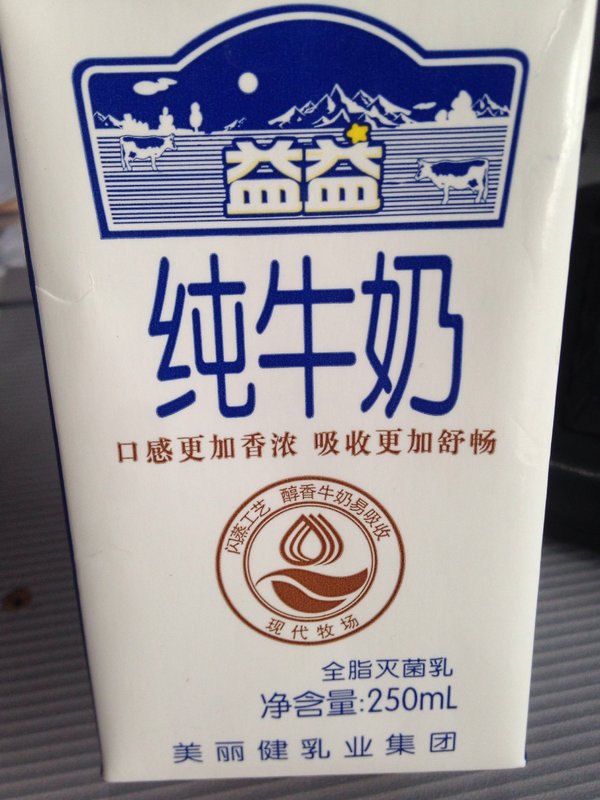 益益
纯牛奶
口感更加香浓 吸收更加舒畅
闪蒸工艺 醇香牛奶易吸收
现代牧场
全脂灭菌乳
净含量:250mL
美丽健乳业集团